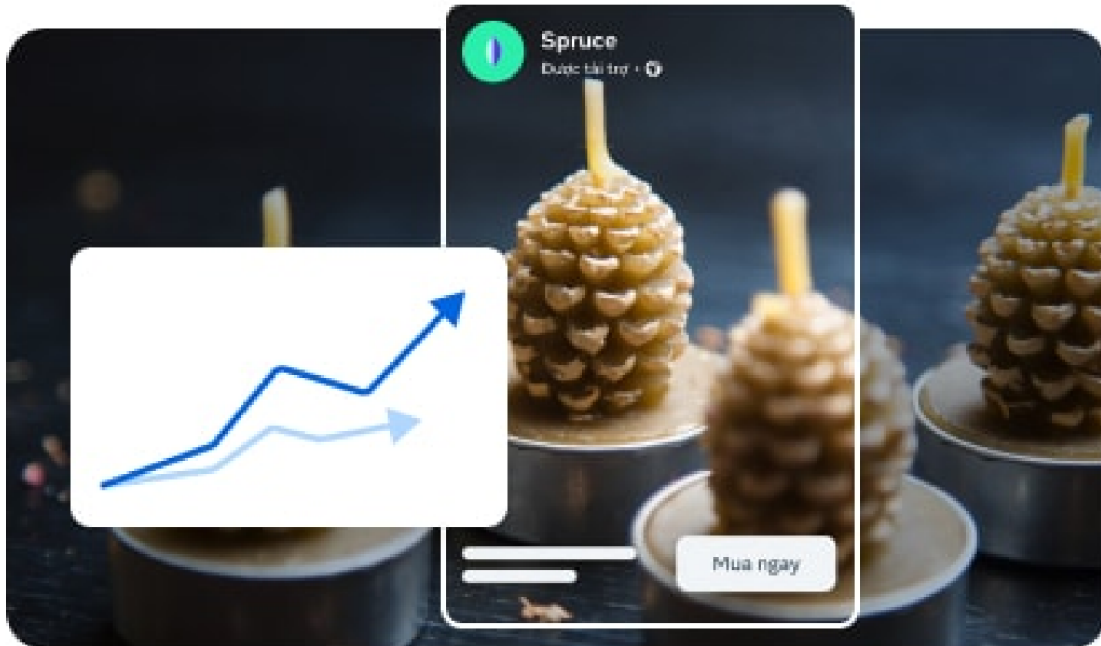 Spruce
Được tài trợ ·
Mua ngay